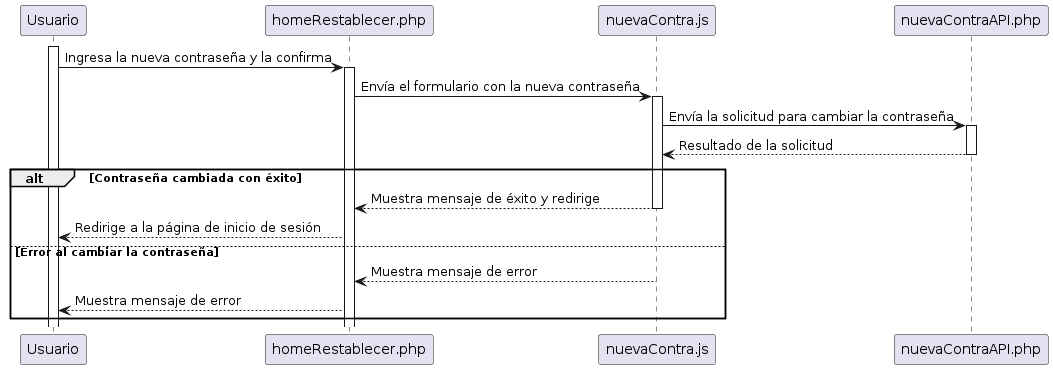 Usuario
homeRestablecer.php
nuevaContra.js
nuevaContraAPI.php
Ingresa la nueva contraseña y la confirma
Envía el formulario con la nueva contraseña
Envía la solicitud para cambiar la contraseña
Resultado de la solicitud
alt
[Contraseña cambiada con éxito]
Muestra mensaje de éxito y redirige
Redirige a la página de inicio de sesión
[Error al cambiar la contraseña]
Muestra mensaje de error
Muestra mensaje de error
Usuario
homeRestablecer.php
nuevaContra.js
nuevaContraAPI.php